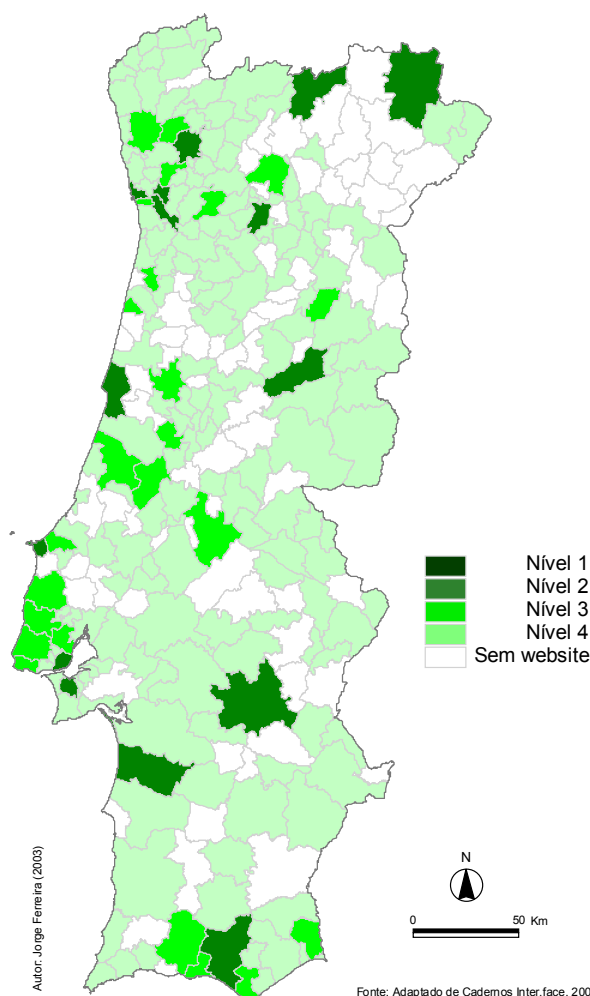 Nível 1
Nível 2
Nível 3
Nível 4
Sem website
N
0 50 Km
Autor: Jorge Ferreira (2003)
Fonte: Adaptado de Cadernos Inter.face, 200